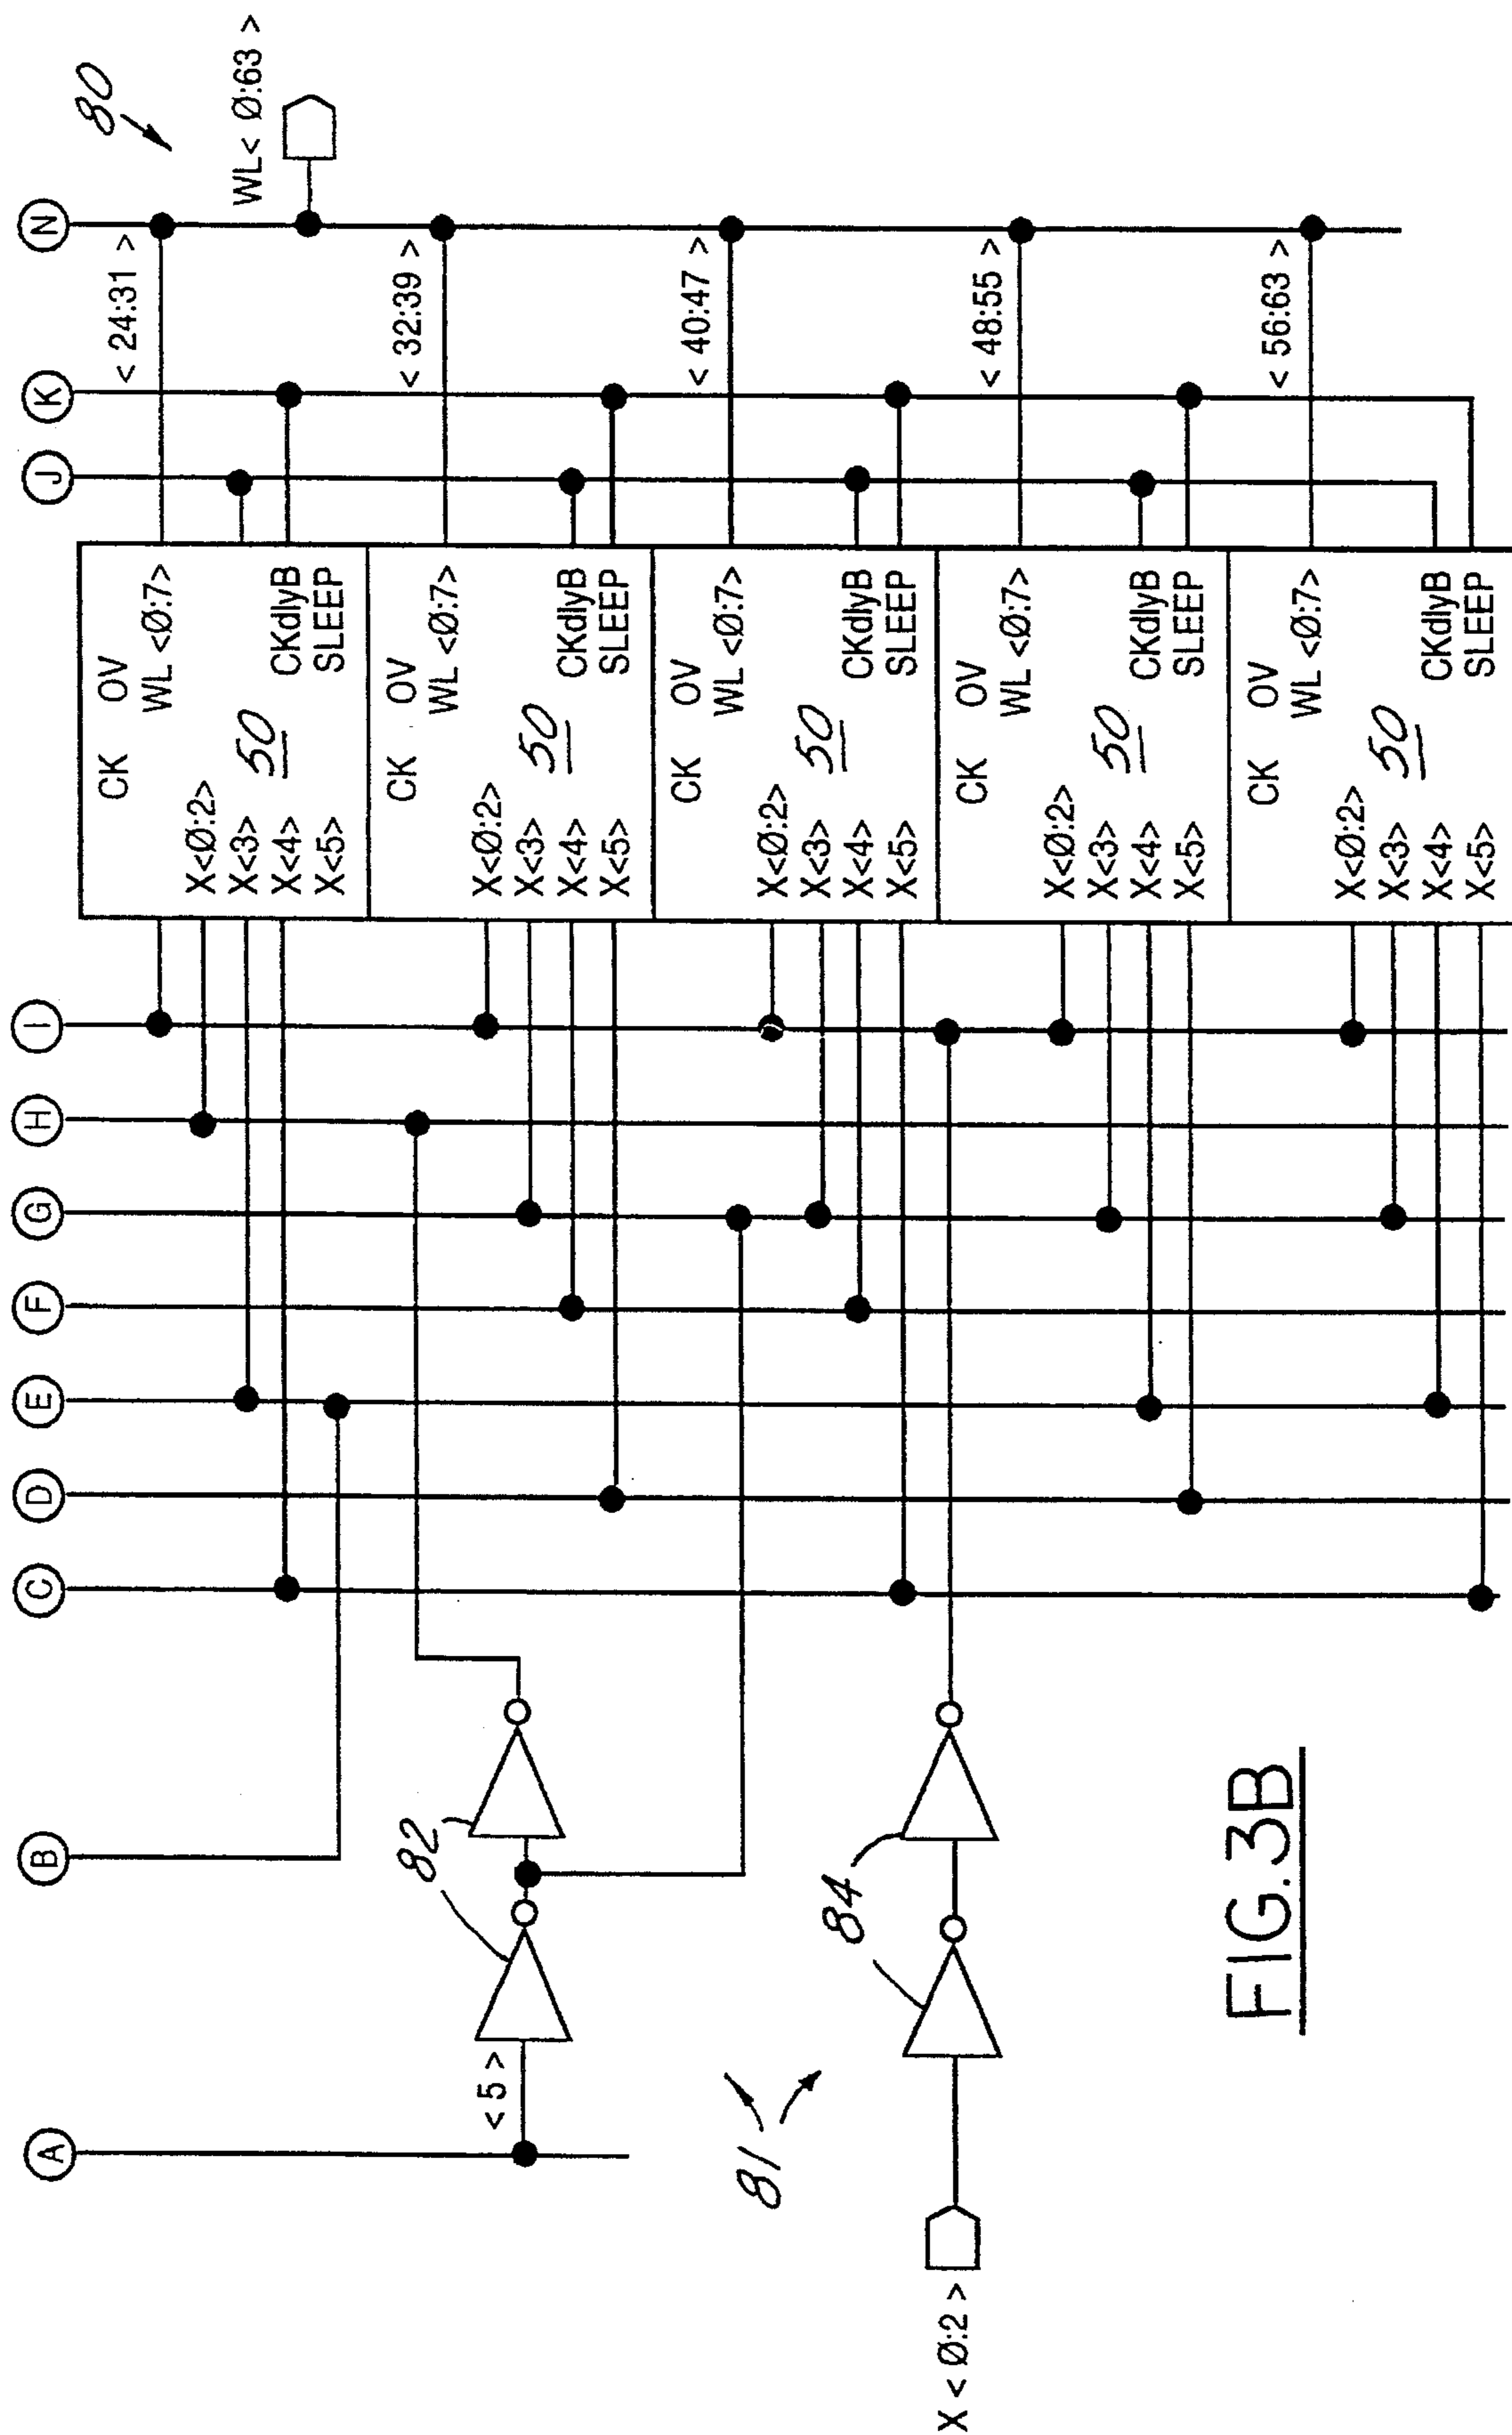 A
B
C
D
E
F
G
H
I
J
K
N
80
WL< Ø:63 >
< 24:31 >
CK OV
WL <Ø:7>
X<Ø:2>
X<3> 50
X<4> CKdlyB
X<5> SLEEP
< 32:39 >
CK OV
WL <Ø:7>
X<Ø:2>
X<3> 50
X<4> CKdlyB
X<5> SLEEP
< 40:47 >
CK OV
WL <Ø:7>
X<Ø:2>
X<3> 50
X<4> CKdlyB
X<5> SLEEP
< 48:55 >
CK OV
WL <Ø:7>
X<Ø:2>
X<3> 50
X<4> CKdlyB
X<5> SLEEP
< 56:63 >
CK OV
WL <Ø:7>
X<Ø:2>
X<3> 50
X<4> CKdlyB
X<5> SLEEP
< 5 >
82
81
84
X < Ø:2 >
FIG.3B